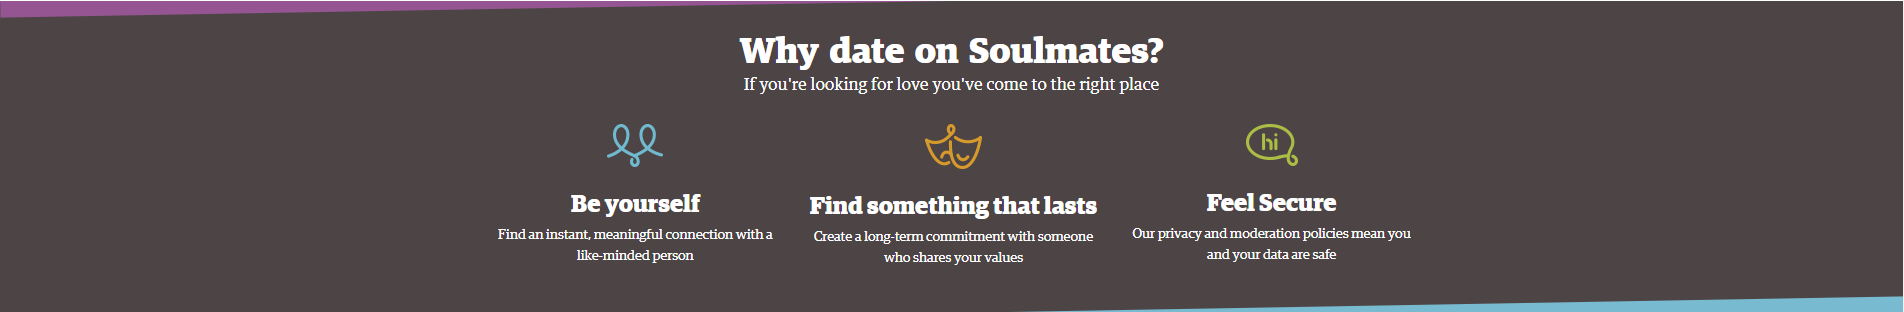 Why date on Soulmates?
If you're looking for love you've come to the right place
hi
Be yourself
Find an instant, meaningful connection with a
like-minded person
Find something that lasts
Create a long-term commitment with someone
who shares your values
Feel Secure
Our privacy and moderation policies mean you
and your data are safe